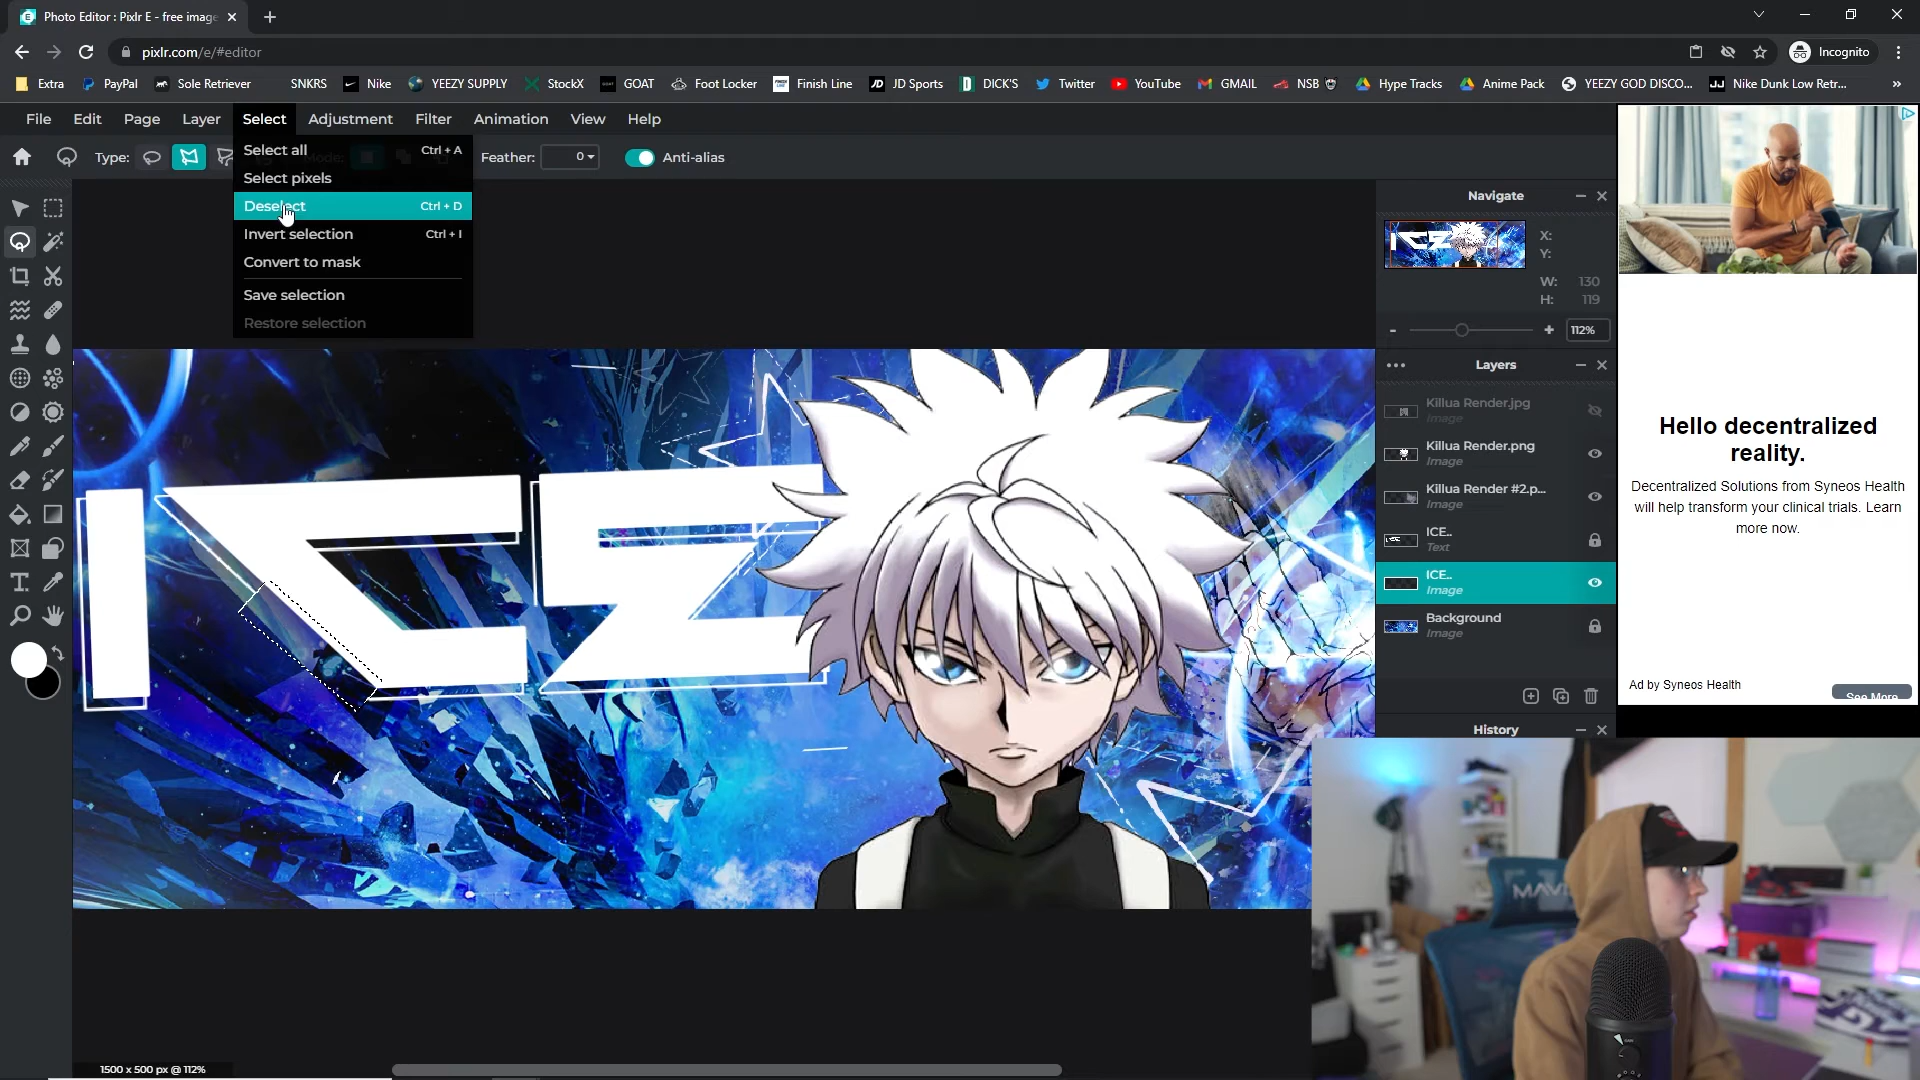 Photo Editor : Pixlr E - free image
pixlr.com/e/#editor
Incognito
Extra PayPal Sole Retriever SNKRS Nike YEEZY SUPPLY StockX GOAT Foot Locker Finish Line JD Sports DICK'S Twitter YouTube GMAIL NSB Hype Tracks Anime Pack YEEZY GOD DISCO... Nike Dunk Low Retr...
File Edit Page Layer Select Adjustment Filter Animation View Help
Type: Mode: Feather: 0 Anti-alias
Select all Ctrl + A
Select pixels
Deselect Ctrl + D
Invert selection Ctrl + I
Convert to mask
Save selection
Restore selection
Navigate
X:
Y:
W: 130
H: 119
112%
Layers
Killua Render.jpg
Image
Killua Render.png
Image
Killua Render #2.p...
Image
ICE..
Text
ICE..
Image
Background
Image
History
ICE
Hello decentralized
reality.
Decentralized Solutions from Syneos Health
will help transform your clinical trials. Learn
more now.
Ad by Syneos Health
See More
MAVI
1500 x 500 px @ 112%